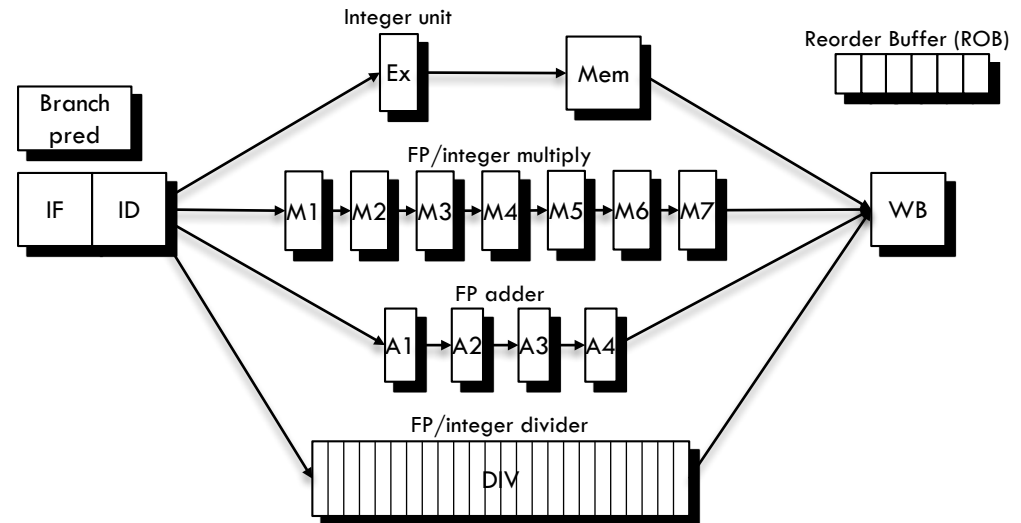 Integer unit
Reorder Buffer (ROB)
Ex
Mem
Branch
pred
FP/integer multiply
IF
ID
M1
M2
M3
M4
M5
M6
M7
WB
FP adder
A1
A2
A3
A4
FP/integer divider
DIV